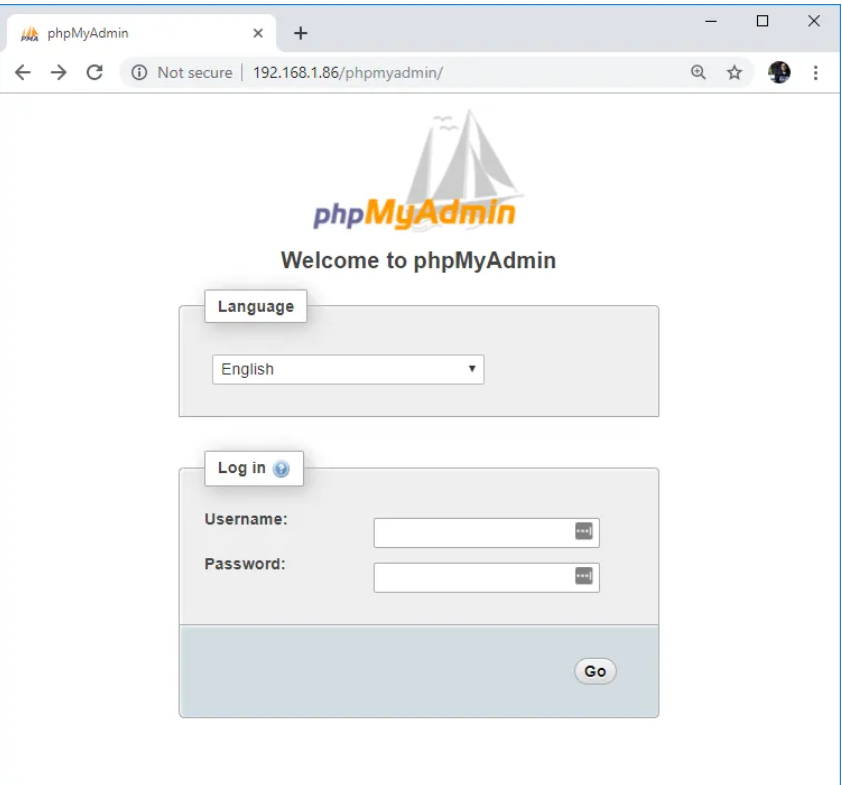 phpMyAdmin
Not secure | 192.168.1.86/phpmyadmin/
phpMyAdmin
Welcome to phpMyAdmin
Language
English
Log in
Username:
Password:
Go